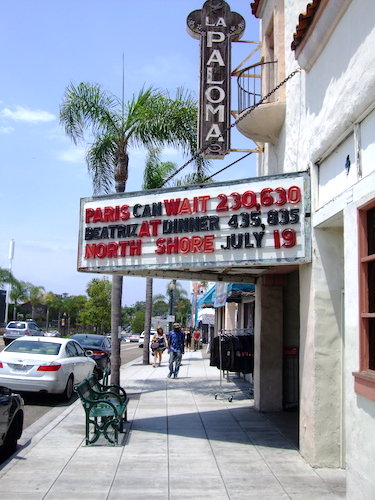 LA
PALOMA
PARIS CAN WAIT 230,630
BEATRIZ AT DINNER 435,835
NORTH SHORE JULY 19